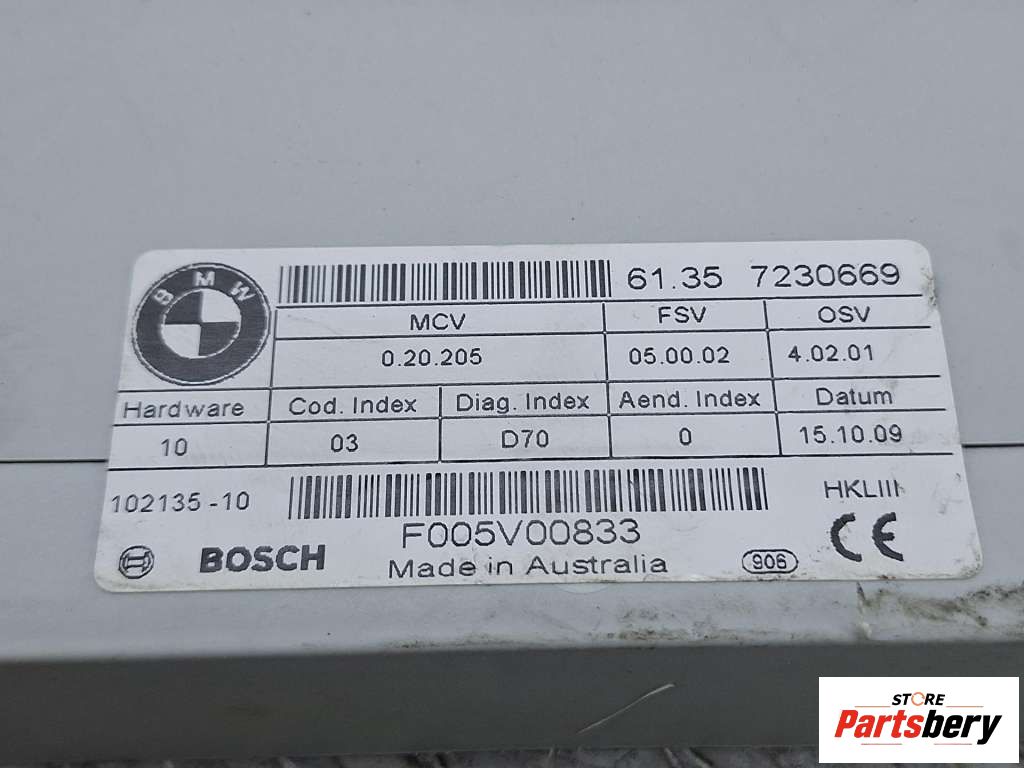 BMW
61.35 7230669
MCV FSV OSV
0.20.205 05.00.02 4.02.01
Hardware Cod. Index Diag. Index Aend. Index Datum
10 03 D70 0 15.10.09
102135-10 HKLIII
F005V00833
BOSCH Made in Australia 906 CE
STORE
Partsbery